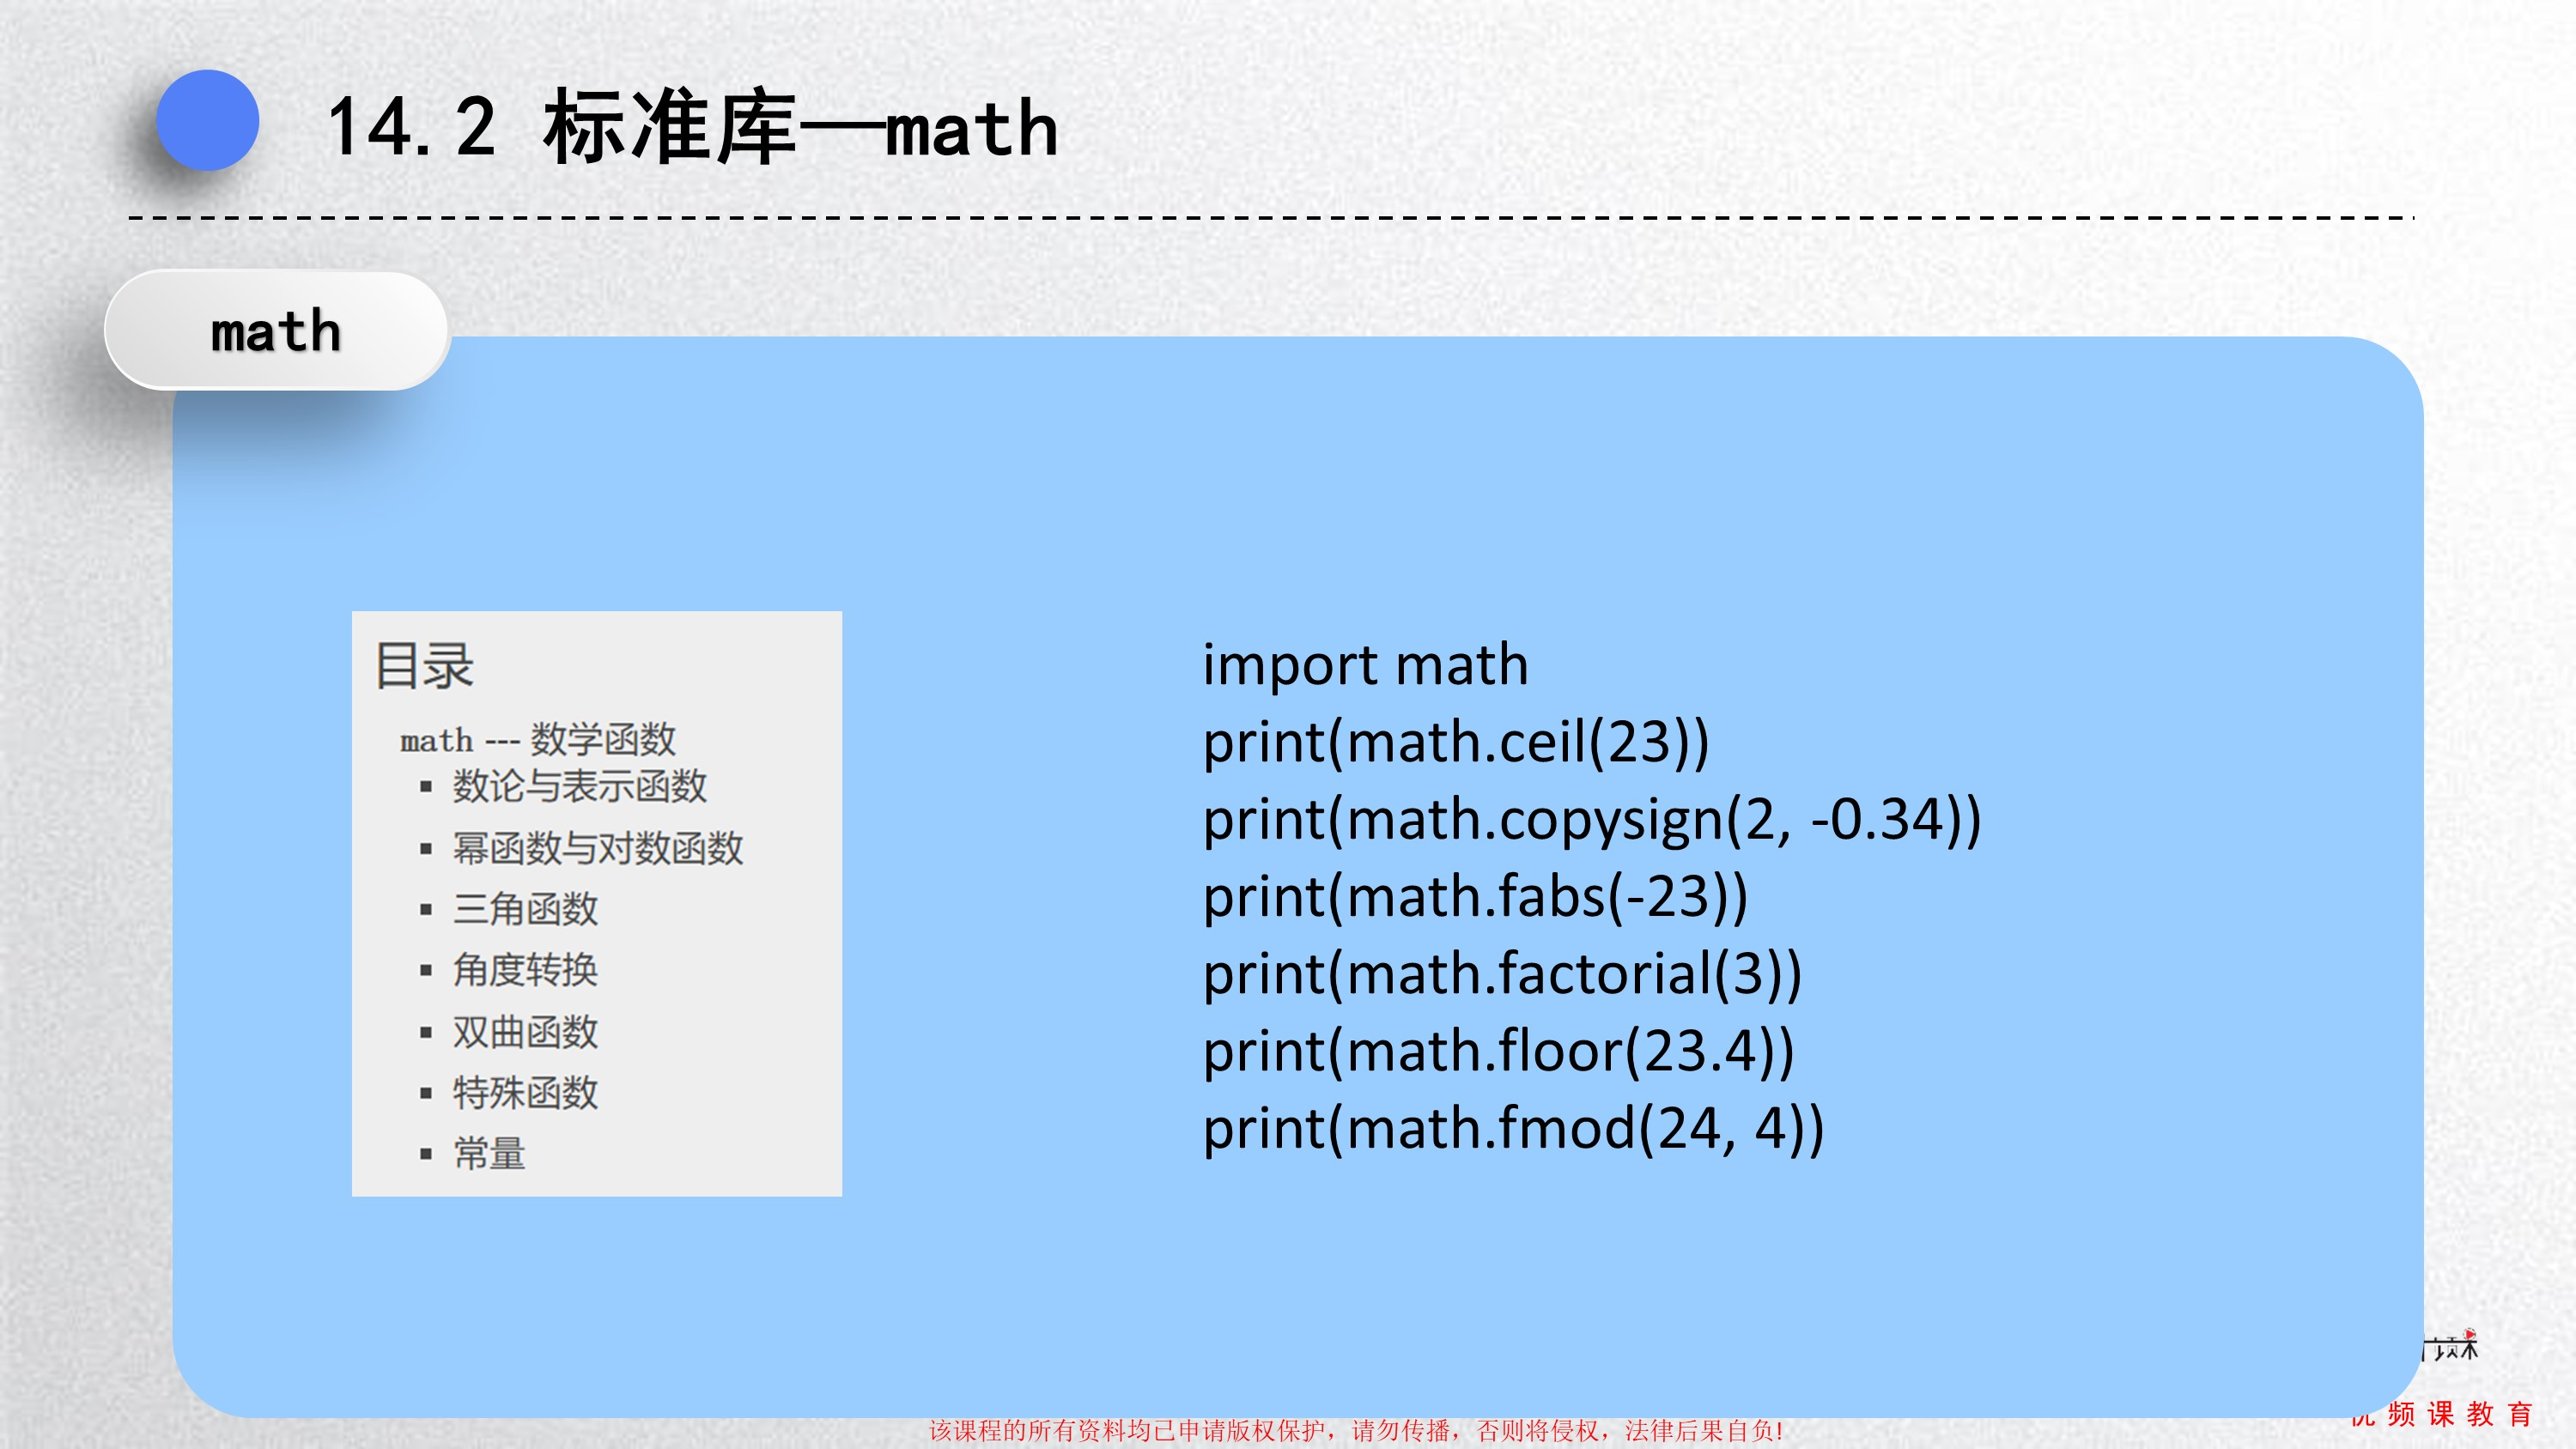 14.2 标准库—math
math
目录
math --- 数学函数
▪ 数论与表示函数
▪ 幂函数与对数函数
▪ 三角函数
▪ 角度转换
▪ 双曲函数
▪ 特殊函数
▪ 常量
import math
print(math.ceil(23))
print(math.copysign(2, -0.34))
print(math.fabs(-23))
print(math.factorial(3))
print(math.floor(23.4))
print(math.fmod(24, 4))
频课教育
该课程的所有资料均已申请版权保护，请勿传播，否则将侵权，法律后果自负!